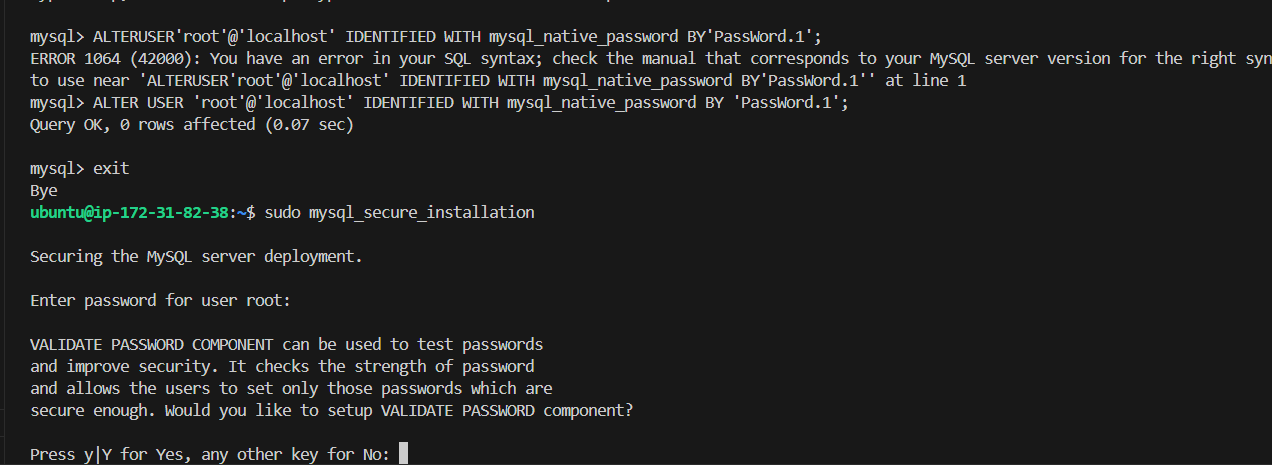 mysql> ALTERUSER'root'@'localhost' IDENTIFIED WITH mysql_native_password BY'PassWord.1';
ERROR 1064 (42000): You have an error in your SQL syntax; check the manual that corresponds to your MySQL server version for the right syn
to use near 'ALTERUSER'root'@'localhost' IDENTIFIED WITH mysql_native_password BY'PassWord.1'' at line 1
mysql> ALTER USER 'root'@'localhost' IDENTIFIED WITH mysql_native_password BY 'PassWord.1';
Query OK, 0 rows affected (0.07 sec)
mysql> exit
Bye
ubuntu@ip-172-31-82-38:~$ sudo mysql_secure_installation
Securing the MySQL server deployment.
Enter password for user root:
VALIDATE PASSWORD COMPONENT can be used to test passwords
and improve security. It checks the strength of password
and allows the users to set only those passwords which are
secure enough. Would you like to setup VALIDATE PASSWORD component?
Press y|Y for Yes, any other key for No: